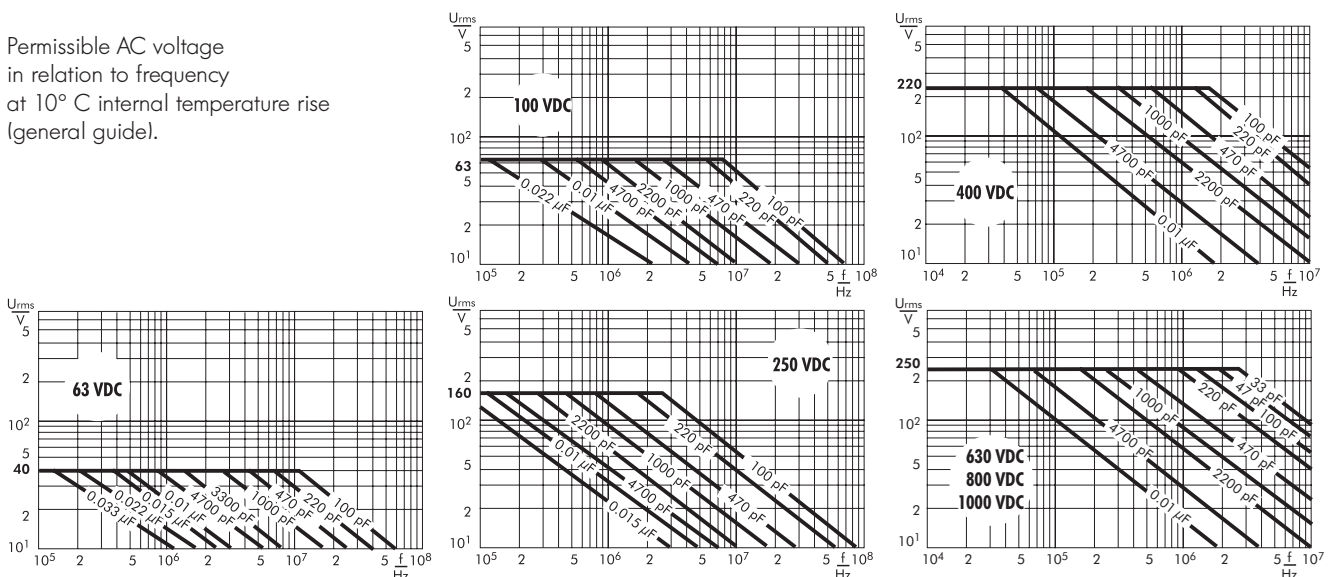 Permissible AC voltage
in relation to frequency
at 10° C internal temperature rise
(general guide).
Urms
V
5
2
10²
63
5
2
10¹
100 VDC
0.022 µF
0.01 µF
4700 pF
2200 pF
1000 pF
470 pF
220 pF
100 pF
10⁵ 2 5 10⁶ 2 5 10⁷ 2 5 f/Hz 10⁸
Urms
V
5
220
2
10²
5
2
10¹
400 VDC
100 pF
220 pF
470 pF
1000 pF
2200 pF
4700 pF
0.01 µF
10⁴ 2 5 10⁵ 2 5 10⁶ 2 5 f/Hz 10⁷
Urms
V
5
2
10²
5
40
2
10¹
63 VDC
0.033 µF
0.022 µF
0.015 µF
0.01 µF
4700 pF
3300 pF
1000 pF
470 pF
220 pF
100 pF
10⁵ 2 5 10⁶ 2 5 10⁷ 2 5 f/Hz 10⁸
Urms
V
5
2
160
10²
5
2
10¹
250 VDC
2200 pF
0.01 µF
220 pF
1000 pF
100 pF
4700 pF
470 pF
0.015 µF
10⁵ 2 5 10⁶ 2 5 10⁷ 2 5 f/Hz 10⁸
Urms
V
5
250
2
10²
5
2
10¹
630 VDC
800 VDC
1000 VDC
33 pF
47 pF
100 pF
220 pF
470 pF
1000 pF
2200 pF
4700 pF
0.01 µF
10⁴ 2 5 10⁵ 2 5 10⁶ 2 5 f/Hz 10⁷